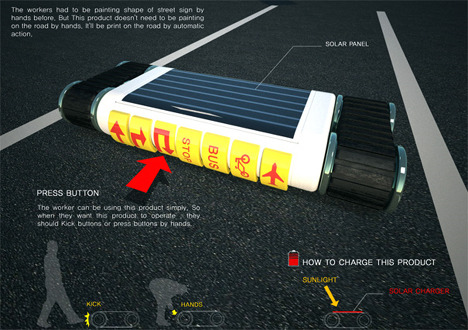 The workers had to be painting shape of street sign by
hands before. But This product doesn't need to be painting
on the road by hands. It'll be print on the road by automatic
action.
SOLAR PANEL
STOP
BUS
PRESS BUTTON
The worker can be using this product simply, So
when they want this product to operate , they
should Kick buttons or press buttons by hands.
KICK
HANDS
HOW TO CHARGE THIS PRODUCT
SUNLIGHT
SOLAR CHARGER